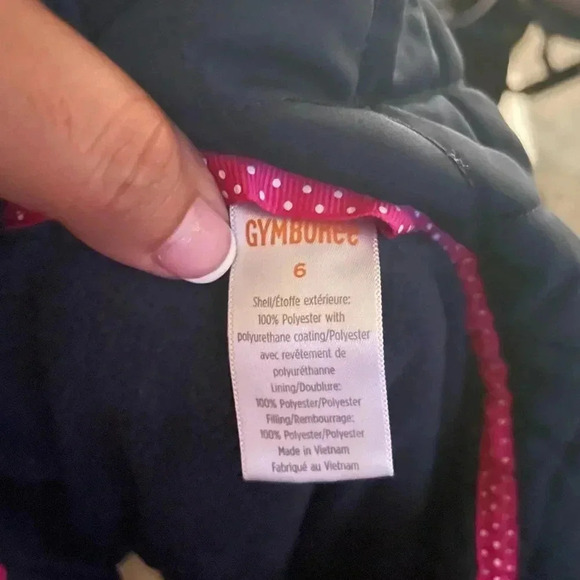 GYMBOREE
6
Shell/Étoffe extérieure:
100% Polyester with
polyurethane coating/Polyester
avec revêtement de
polyuréthanne
Lining/Doublure:
100% Polyester/Polyester
Filling/Rembourrage:
100% Polyester/Polyester
Made in Vietnam
Fabriqué au Vietnam